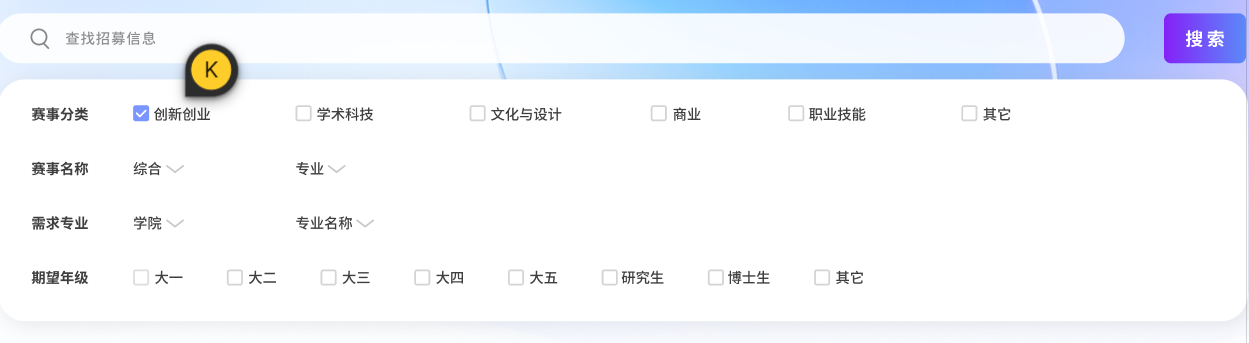 查找招募信息
搜索
K
赛事分类 创新创业 学术科技 文化与设计 商业 职业技能 其它
赛事名称 综合 专业
需求专业 学院 专业名称
期望年级 大一 大二 大三 大四 大五 研究生 博士生 其它